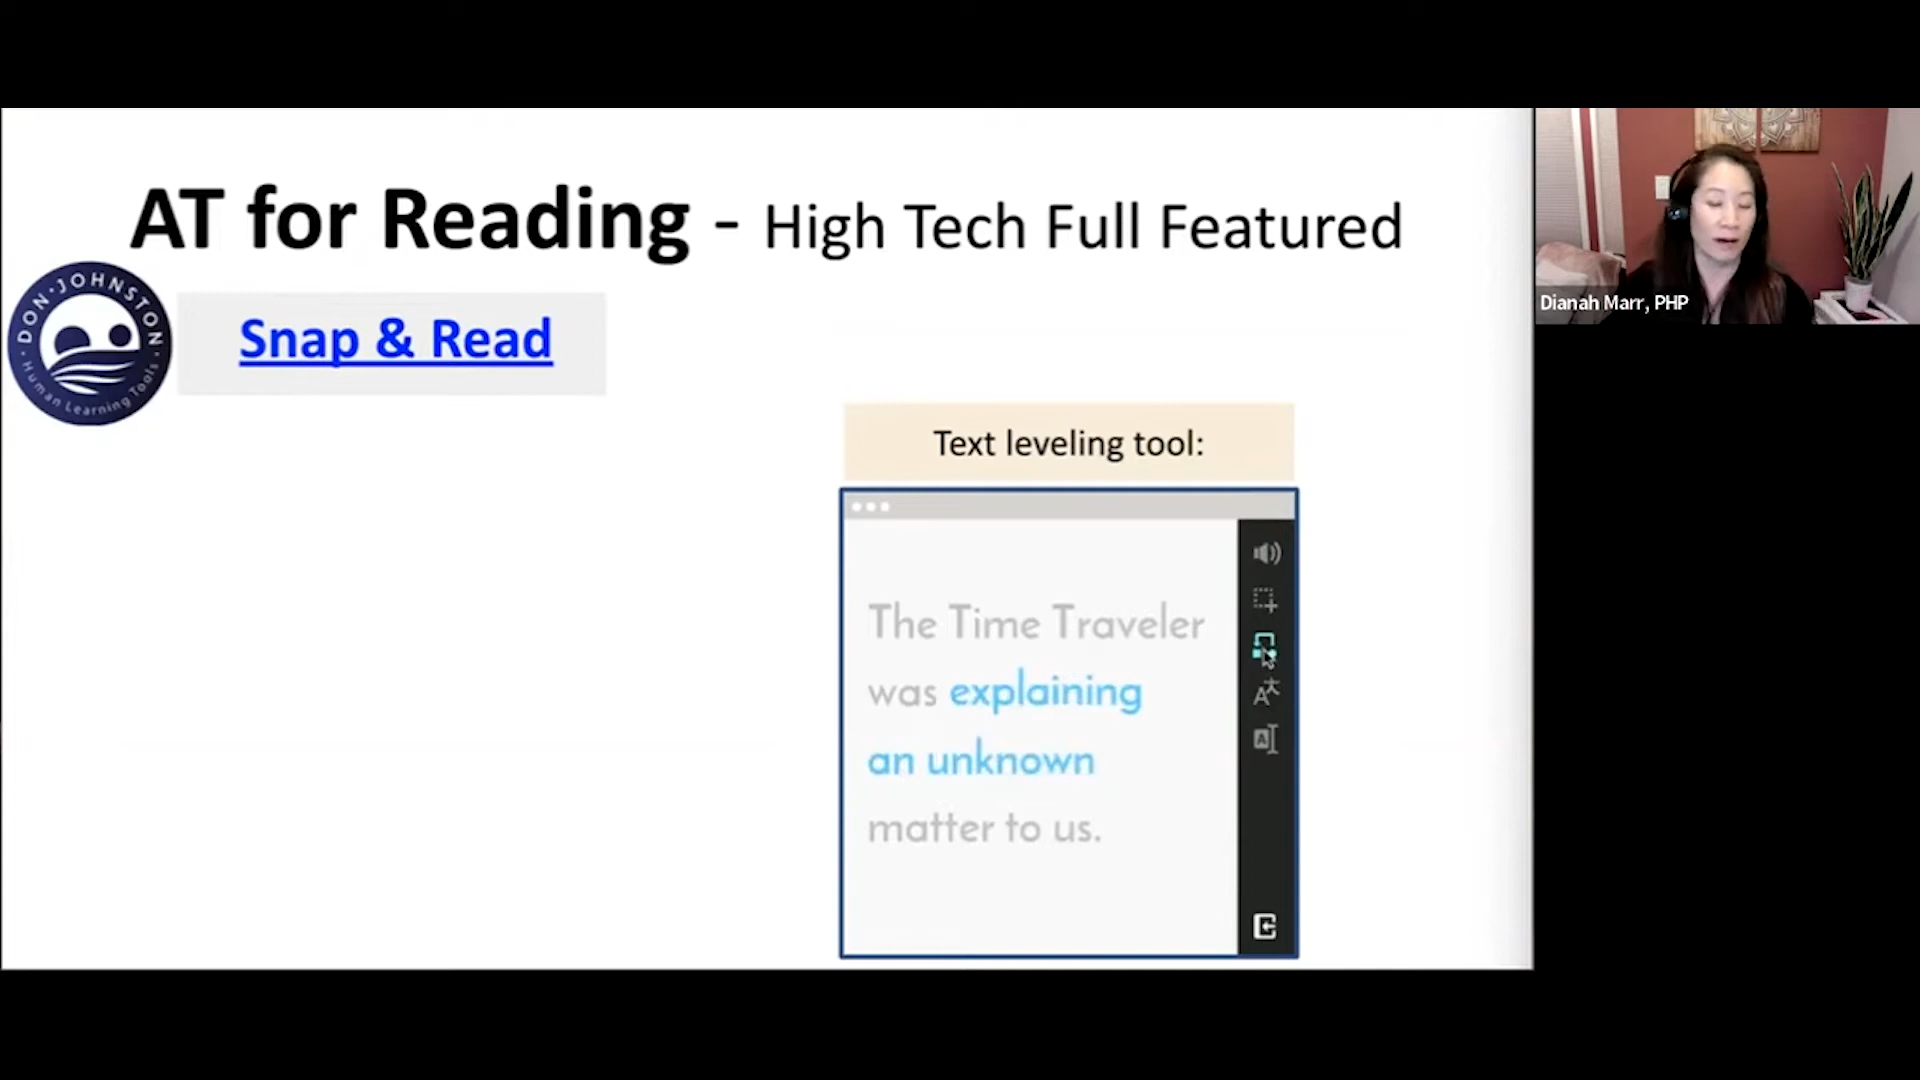 AT for Reading - High Tech Full Featured
DON JOHNSTON
Human Learning Tools
Snap & Read
Text leveling tool:
The Time Traveler
was explaining
an unknown
matter to us.
Dianah Marr, PHP